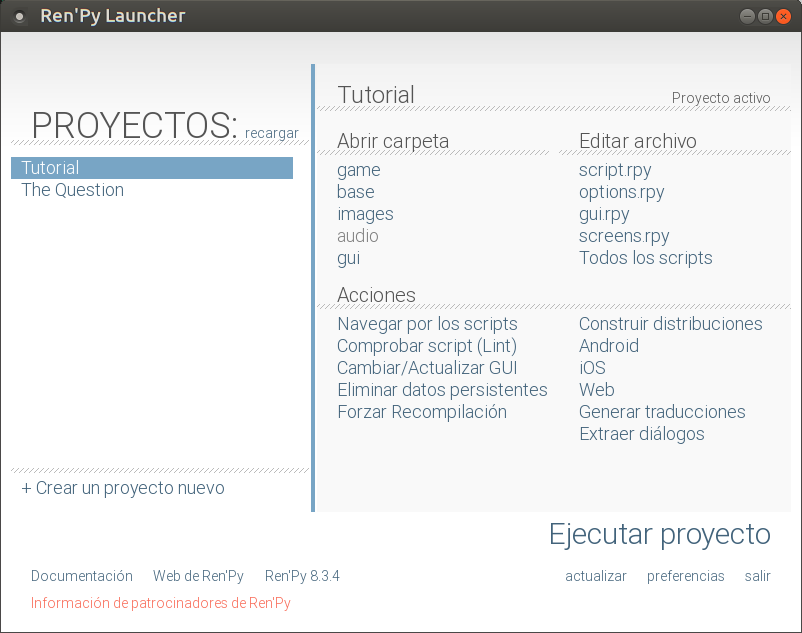 Ren'Py Launcher
PROYECTOS: recargar
Tutorial
The Question
+ Crear un proyecto nuevo
Tutorial
Proyecto activo
Abrir carpeta
game
base
images
audio
gui
Editar archivo
script.rpy
options.rpy
gui.rpy
screens.rpy
Todos los scripts
Acciones
Navegar por los scripts
Comprobar script (Lint)
Cambiar/Actualizar GUI
Eliminar datos persistentes
Forzar Recompilación
Construir distribuciones
Android
iOS
Web
Generar traducciones
Extraer diálogos
Ejecutar proyecto
Documentación Web de Ren'Py Ren'Py 8.3.4
actualizar preferencias salir
Información de patrocinadores de Ren'Py